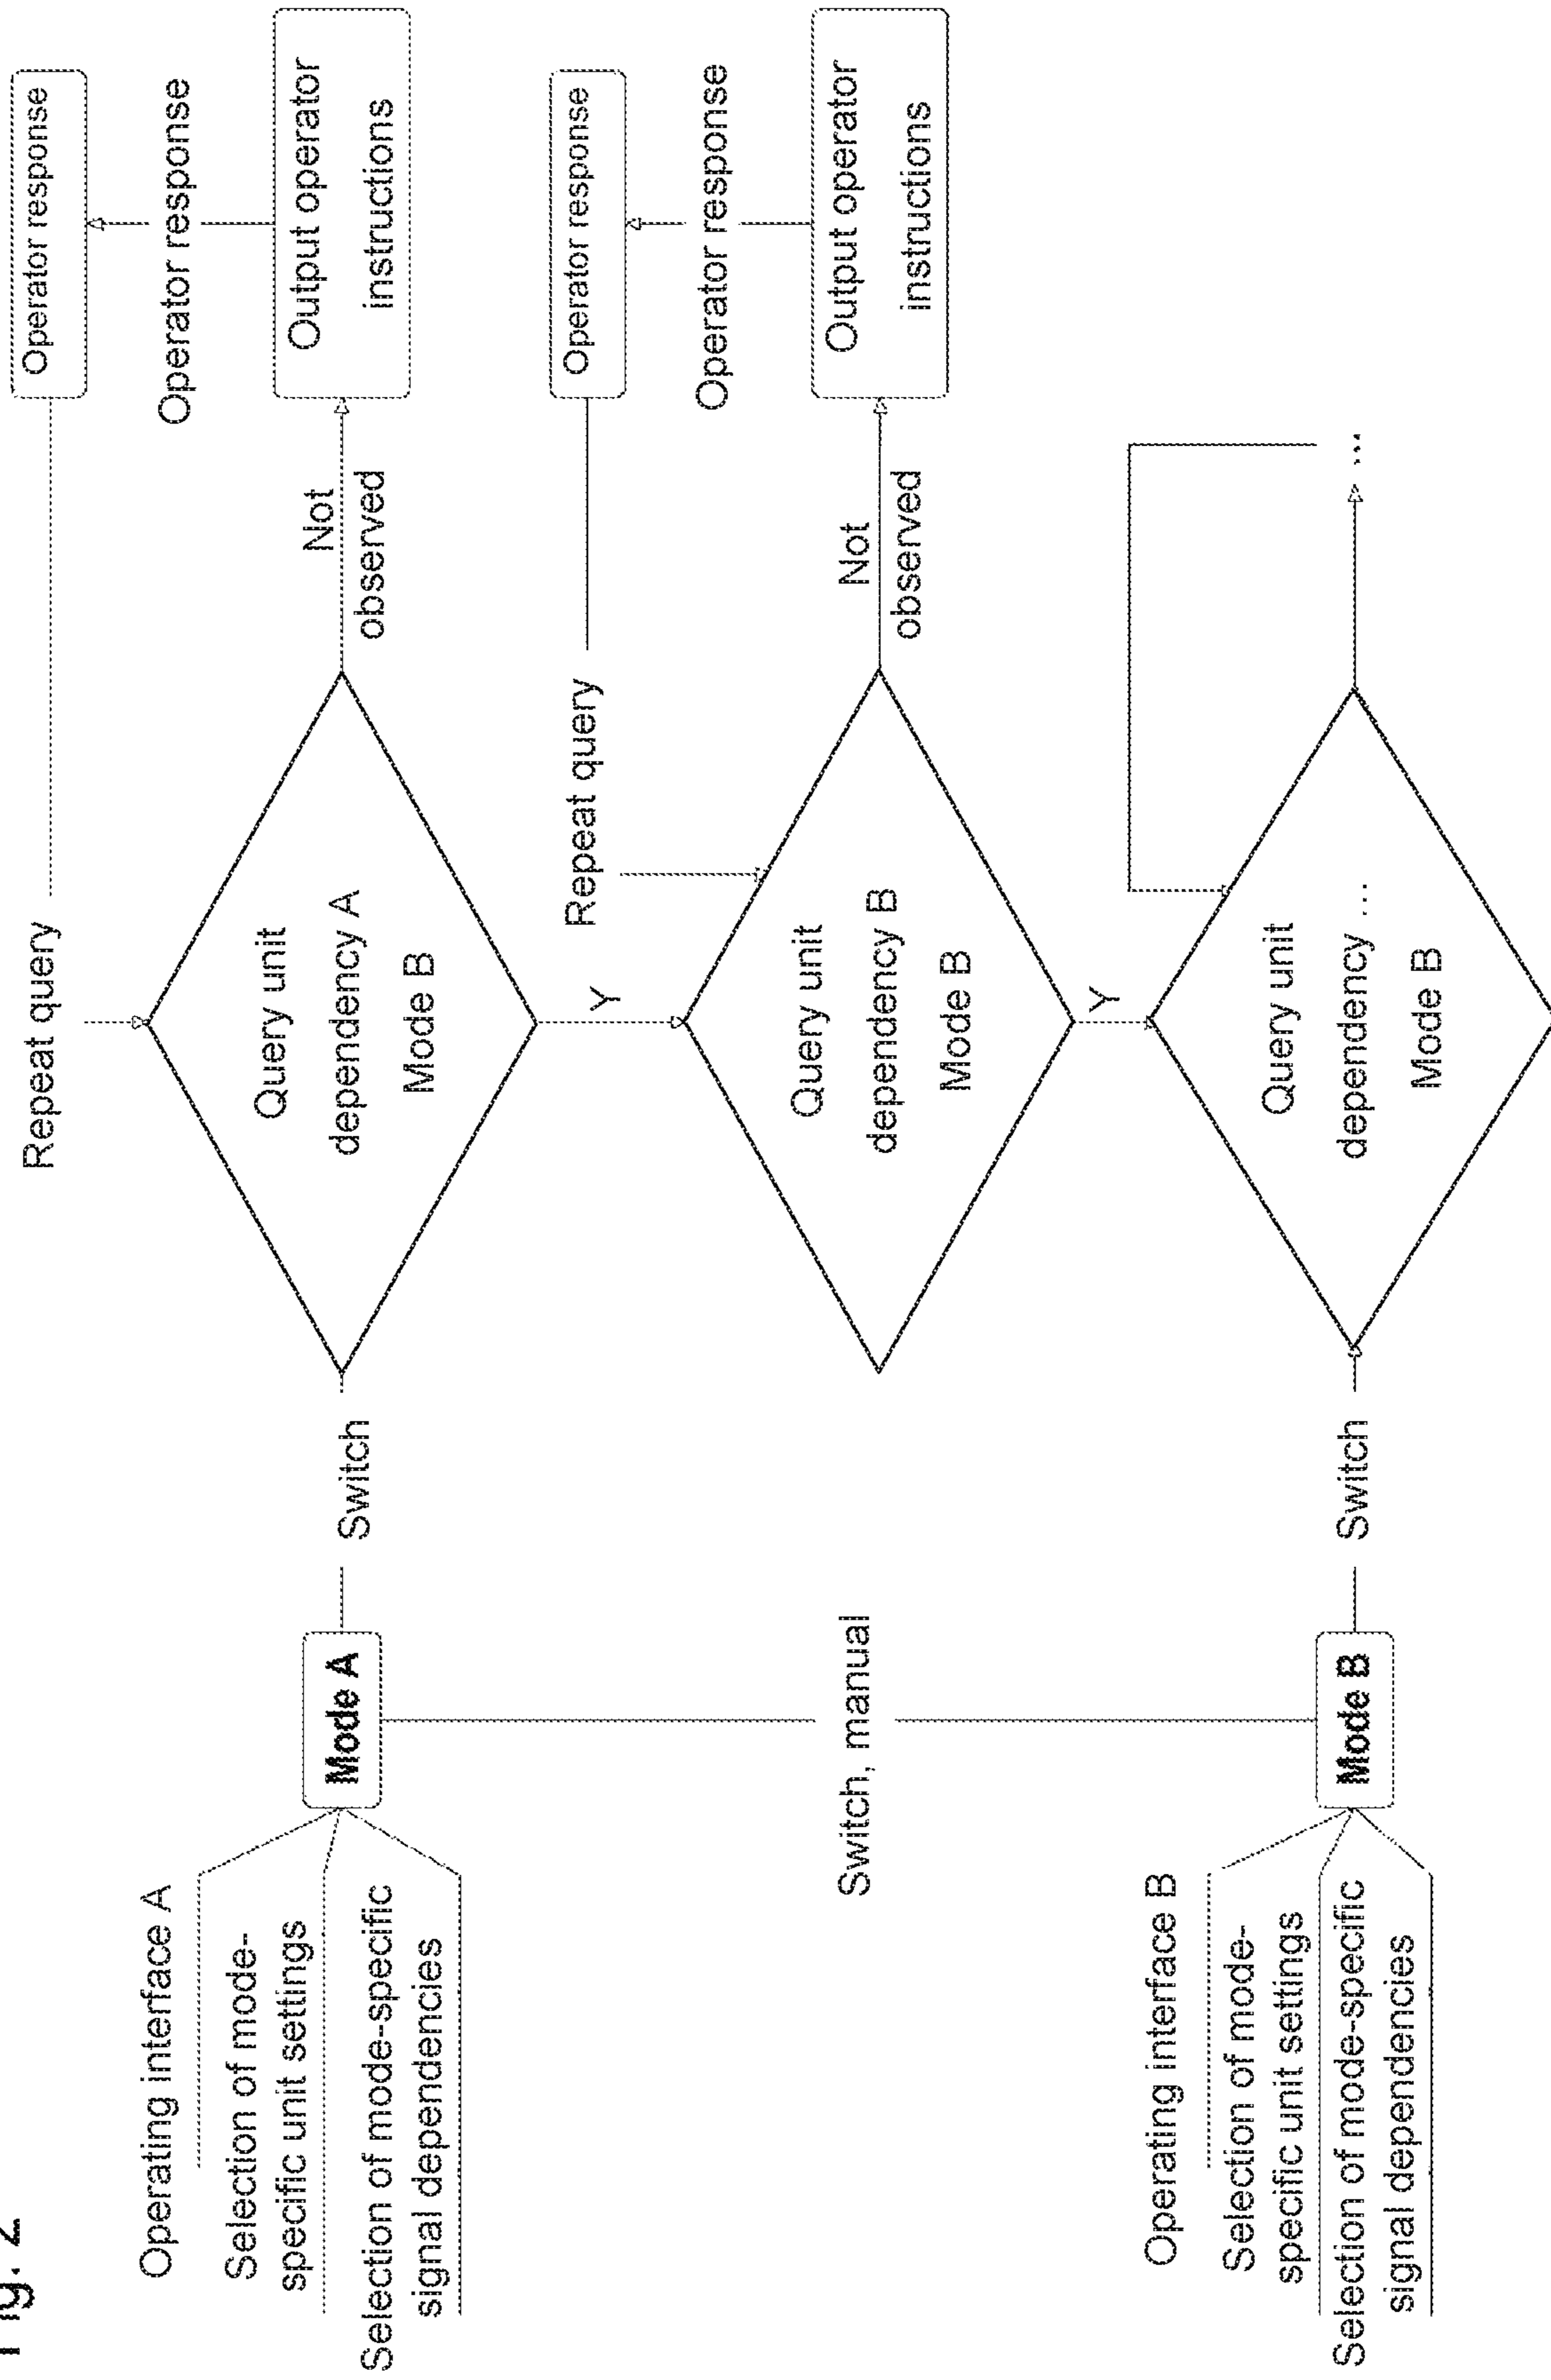 Fig. 2
Operating interface A
Selection of mode-
specific unit settings
Selection of mode-specific
signal dependencies
Mode A
Switch
Repeat query
Query unit
dependency A
Mode B
Not
observed
Operator response
Operator response
Output operator
instructions
Y
Switch, manual
Repeat query
Query unit
dependency B
Mode B
Not
observed
Operator response
Operator response
Output operator
instructions
Y
Operating interface B
Selection of mode-
specific unit settings
Selection of mode-specific
signal dependencies
Mode B
Switch
Query unit
dependency ...
Mode B
...